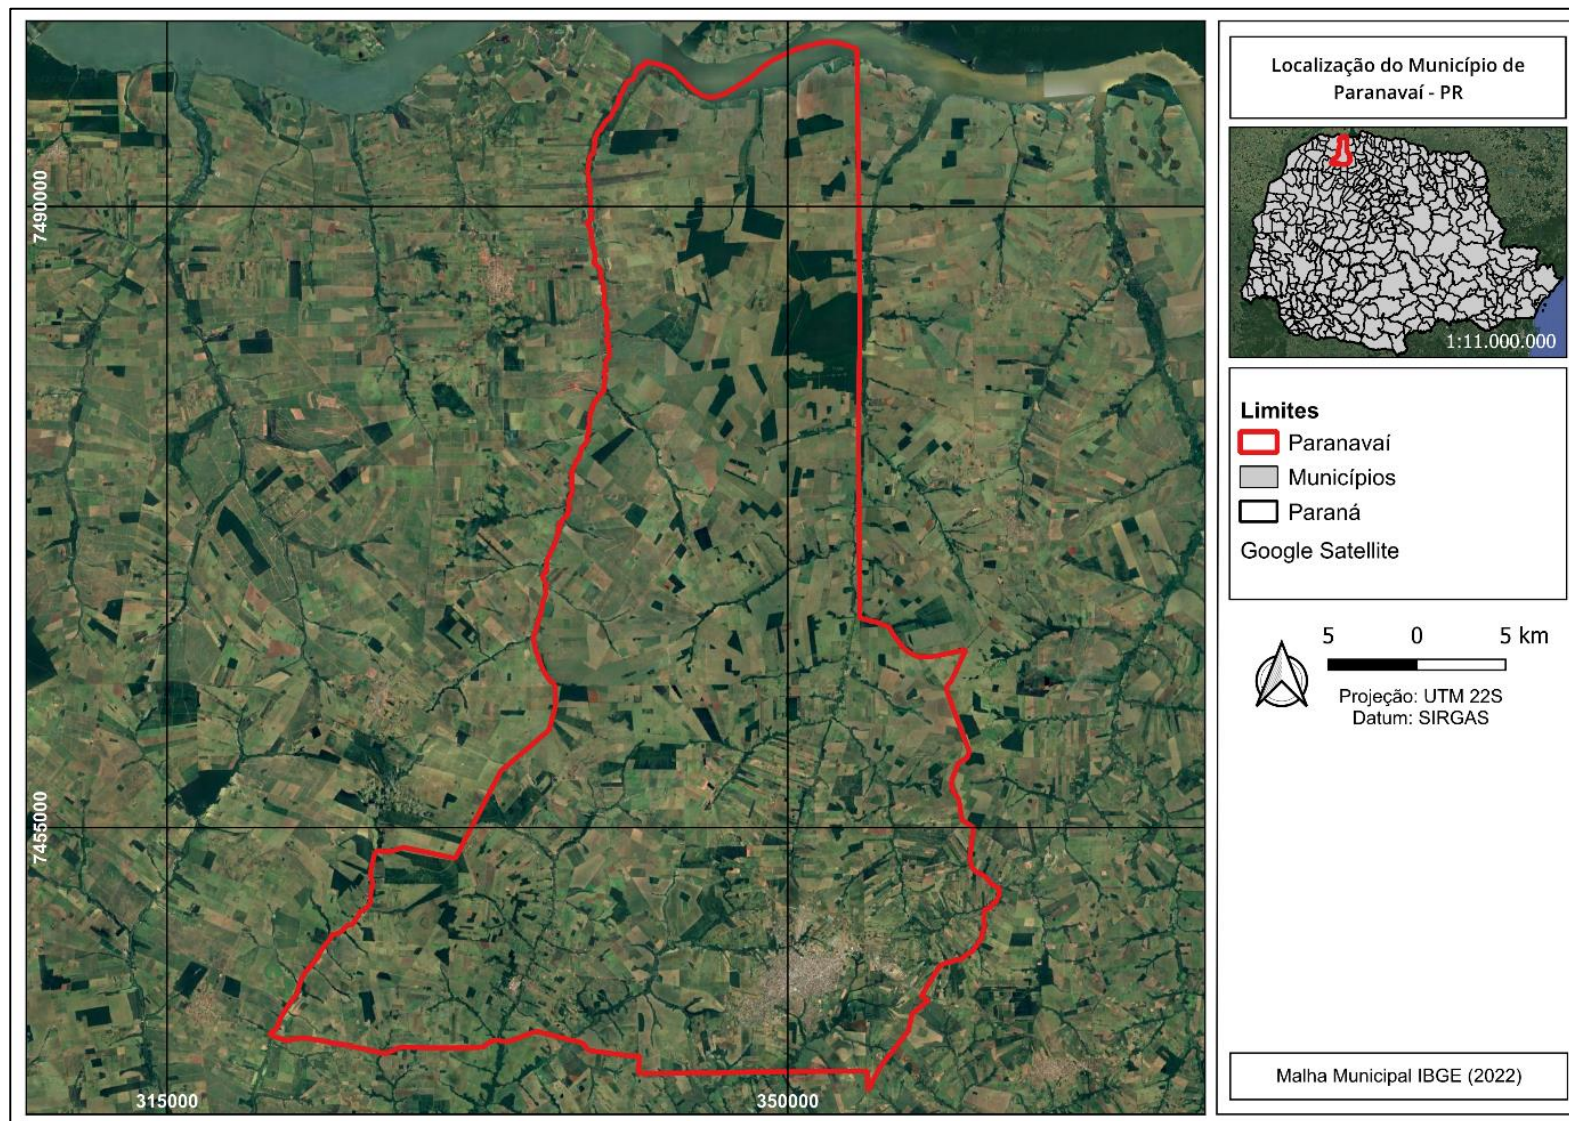 Localização do Município de
Paranavaí - PR
1:11.000.000
Limites
Paranavaí
Municípios
Paraná
Google Satellite
5 0 5 km
Projeção: UTM 22S
Datum: SIRGAS
Malha Municipal IBGE (2022)
7490000
7455000
315000
350000